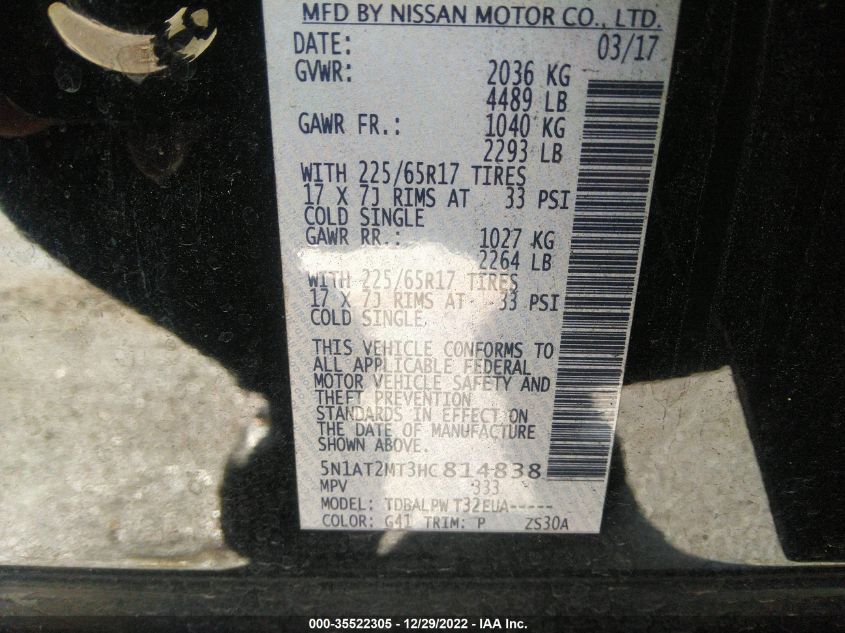 MFD BY NISSAN MOTOR CO., LTD.
DATE: 03/17
GVWR: 2036 KG
4489 LB
GAWR FR.: 1040 KG
2293 LB
WITH 225/65R17 TIRES
17 X 7J RIMS AT 33 PSI
COLD SINGLE
GAWR RR.: 1027 KG
2264 LB
WITH 225/65R17 TIRES
17 X 7J RIMS AT 33 PSI
COLD SINGLE
THIS VEHICLE CONFORMS TO
ALL APPLICABLE FEDERAL
MOTOR VEHICLE SAFETY AND
THEFT PREVENTION
STANDARDS IN EFFECT ON
THE DATE OF MANUFACTURE
SHOWN ABOVE.
5N1AT2MT3HC814838
MPV 333
MODEL: TDBALPW T32EUA-----
COLOR: G41 TRIM: P ZS30A
000-35522305 - 12/29/2022 - IAA Inc.